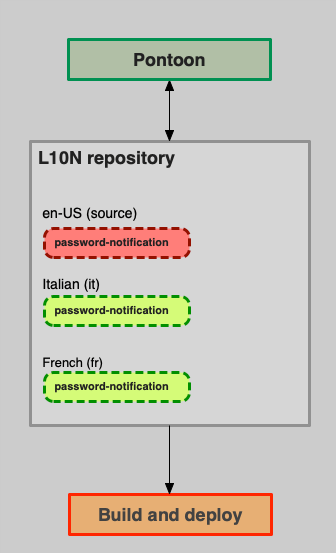 Pontoon
L10N repository
en-US (source)
password-notification
Italian (it)
password-notification
French (fr)
password-notification
Build and deploy